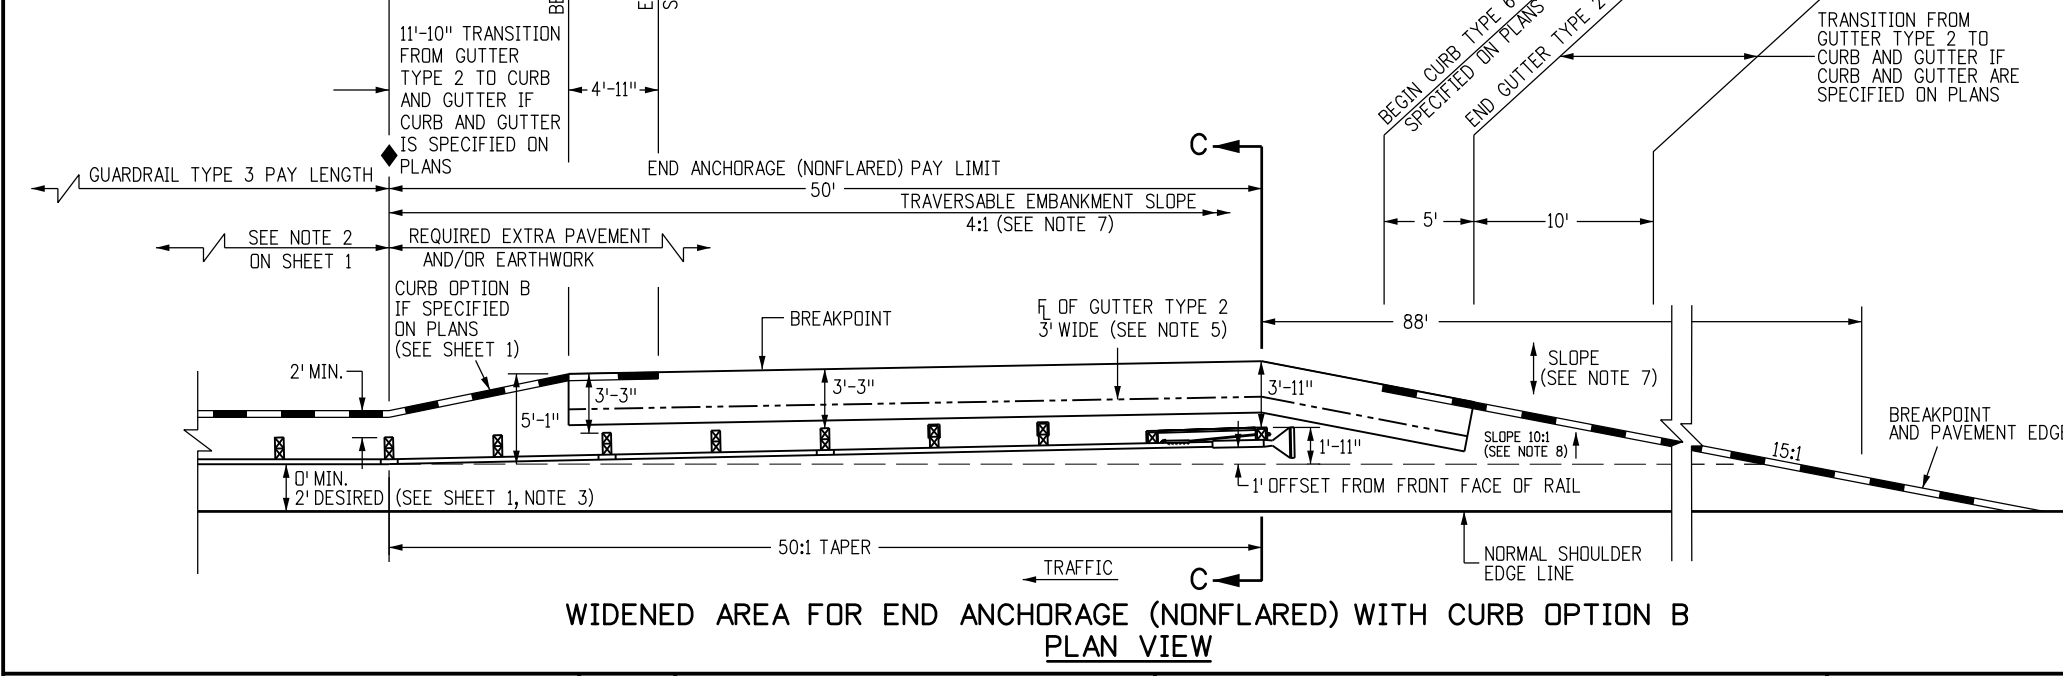 BE
E
S
11'-10" TRANSITION
FROM GUTTER
TYPE 2 TO CURB
AND GUTTER IF
CURB AND GUTTER
IS SPECIFIED ON
PLANS
4'-11"
BEGIN CURB TYPE 6
SPECIFIED ON PLANS
END GUTTER TYPE 2
TRANSITION FROM
GUTTER TYPE 2 TO
CURB AND GUTTER IF
CURB AND GUTTER ARE
SPECIFIED ON PLANS
C
GUARDRAIL TYPE 3 PAY LENGTH
END ANCHORAGE (NONFLARED) PAY LIMIT
50'
TRAVERSABLE EMBANKMENT SLOPE
4:1 (SEE NOTE 7)
5'
10'
SEE NOTE 2
ON SHEET 1
REQUIRED EXTRA PAVEMENT
AND/OR EARTHWORK
CURB OPTION B
IF SPECIFIED
ON PLANS
(SEE SHEET 1)
BREAKPOINT
FL OF GUTTER TYPE 2
3' WIDE (SEE NOTE 5)
88'
2' MIN.
5'-1"
3'-3"
3'-3"
3'-11"
SLOPE
(SEE NOTE 7)
BREAKPOINT
AND PAVEMENT EDGE
1'-11"
SLOPE 10:1
(SEE NOTE 8)
15:1
0' MIN.
2' DESIRED (SEE SHEET 1, NOTE 3)
1' OFFSET FROM FRONT FACE OF RAIL
50:1 TAPER
TRAFFIC
C
NORMAL SHOULDER
EDGE LINE
WIDENED AREA FOR END ANCHORAGE (NONFLARED) WITH CURB OPTION B
PLAN VIEW